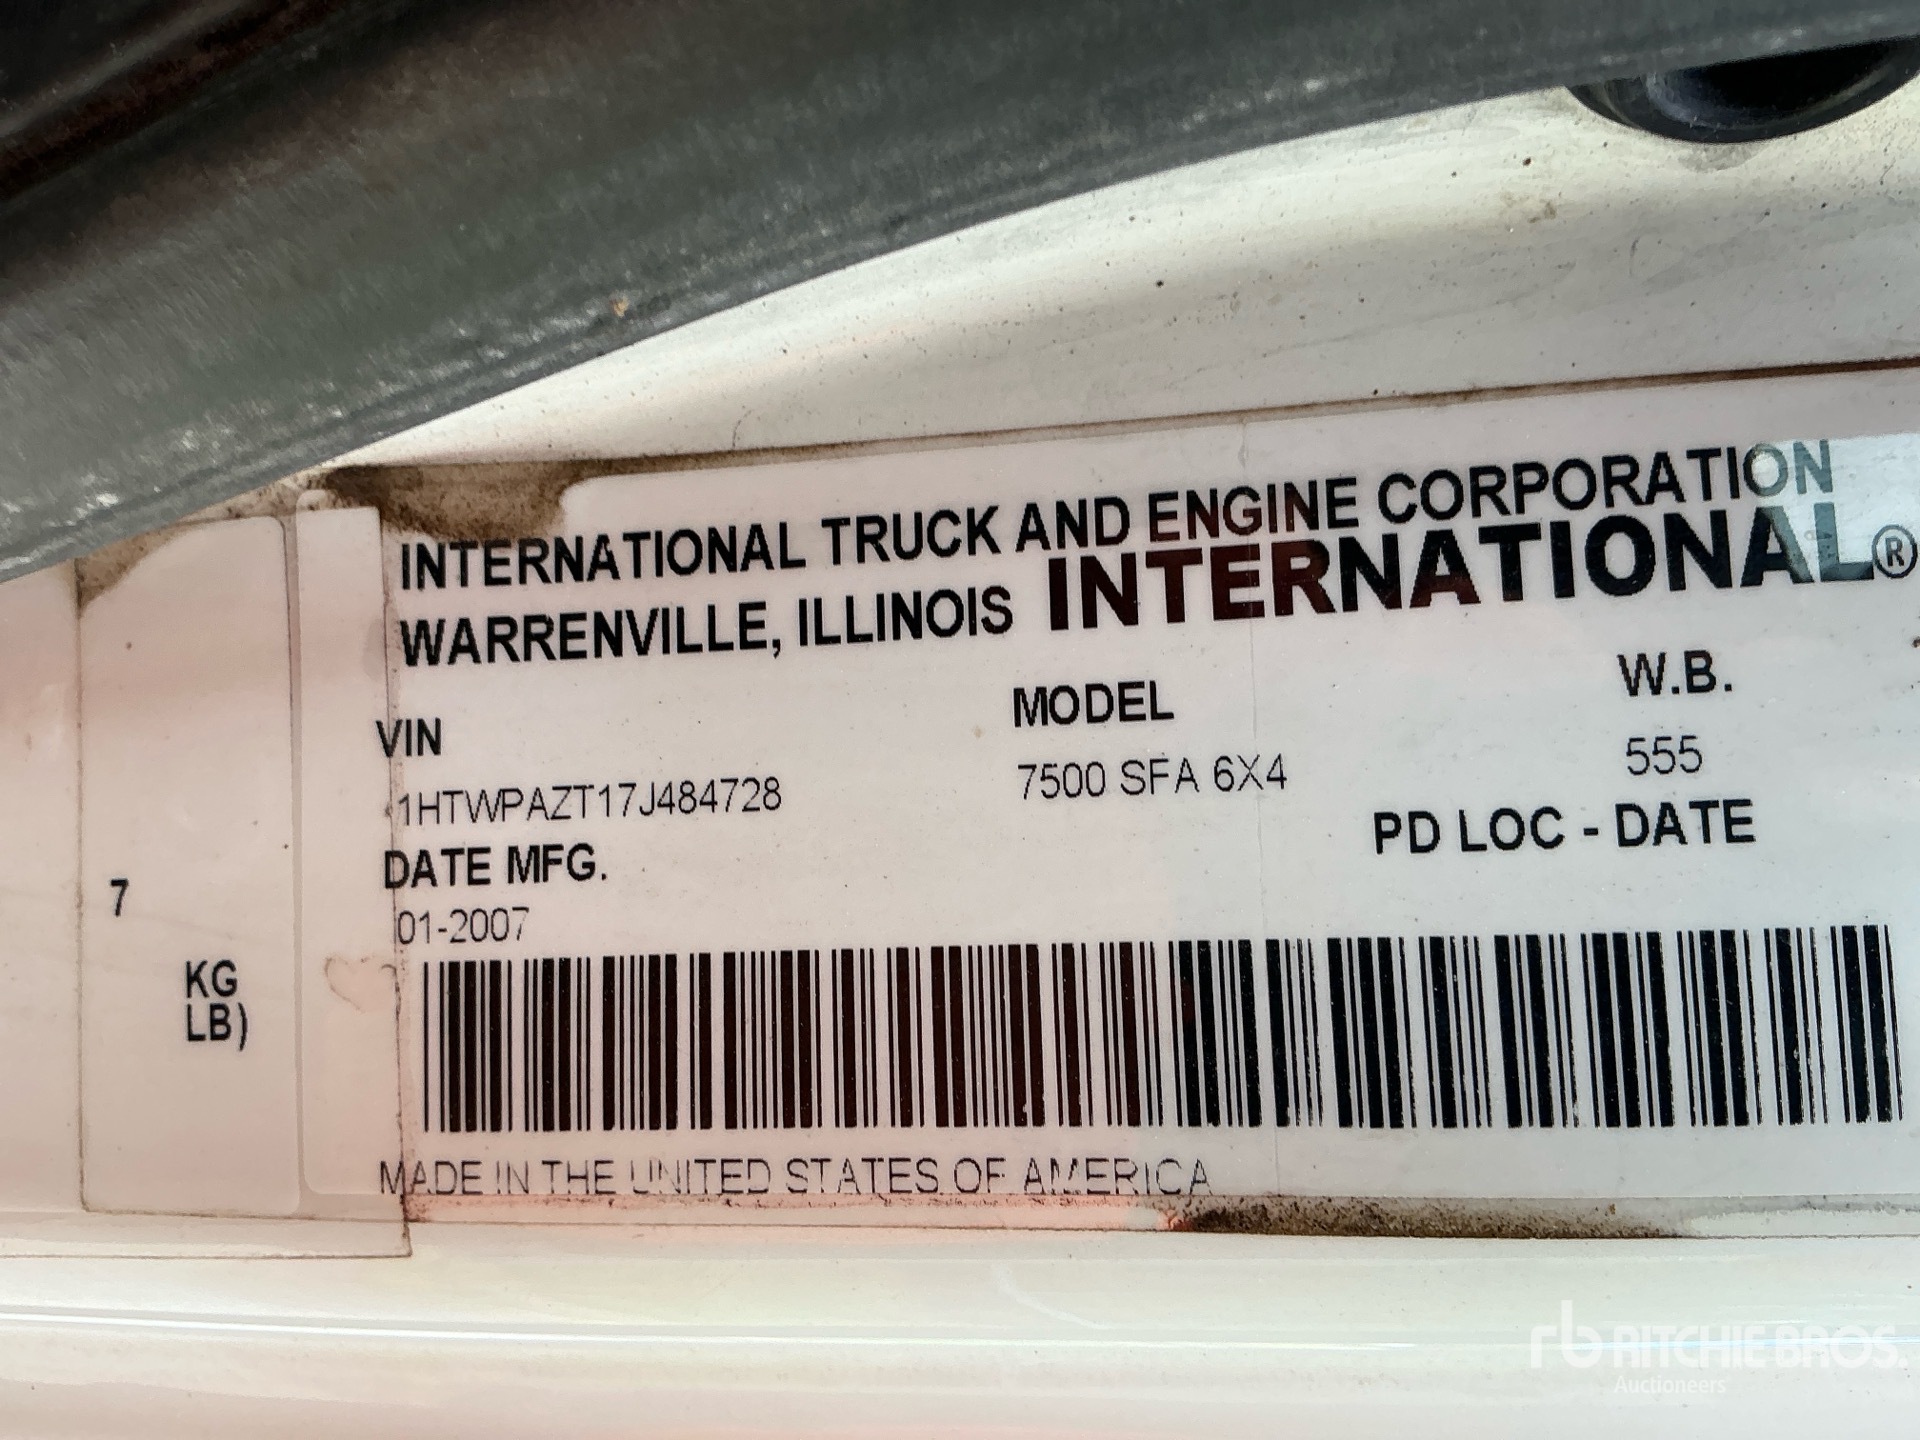 INTERNATIONAL TRUCK AND ENGINE CORPORATION
WARRENVILLE, ILLINOIS INTERNATIONAL®
VIN MODEL W.B.
1HTWPAZT17J484728 7500 SFA 6X4 555
DATE MFG. PD LOC - DATE
01-2007
7
KG
LB)
MADE IN THE UNITED STATES OF AMERICA
rb RITCHIE BROS.
Auctioneers